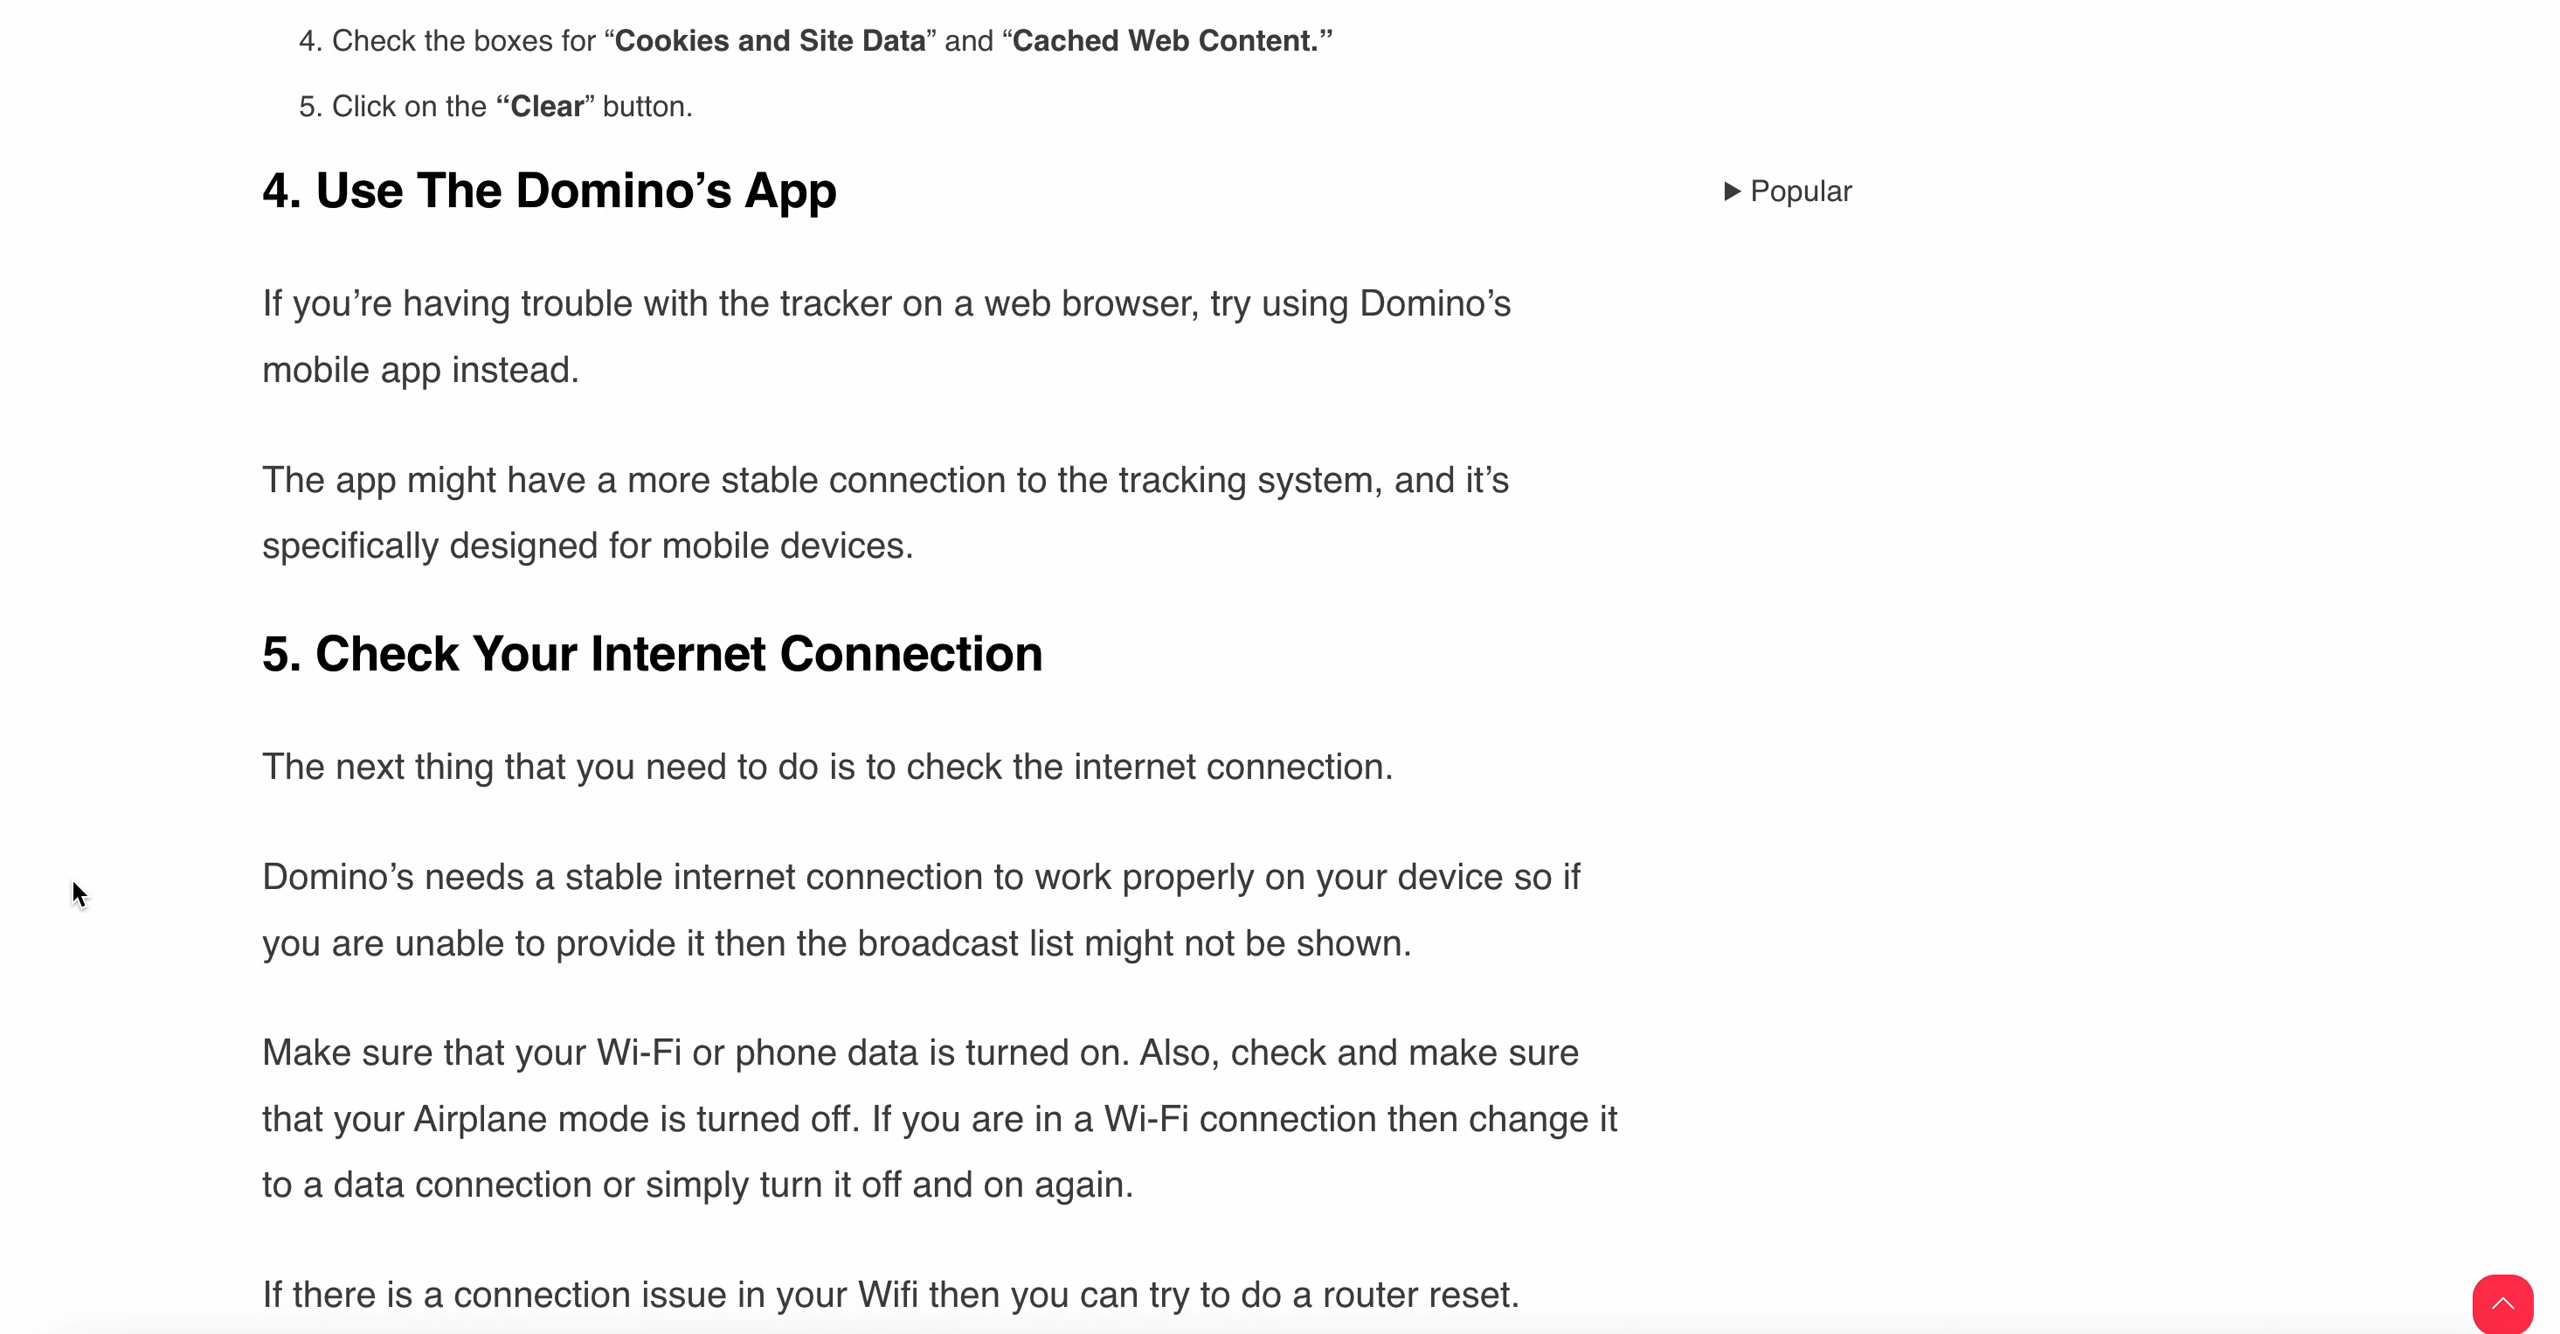 4. Check the boxes for “Cookies and Site Data” and “Cached Web Content.”
5. Click on the “Clear” button.
4. Use The Domino’s App
▶ Popular
If you’re having trouble with the tracker on a web browser, try using Domino’s
mobile app instead.
The app might have a more stable connection to the tracking system, and it’s
specifically designed for mobile devices.
5. Check Your Internet Connection
The next thing that you need to do is to check the internet connection.
Domino’s needs a stable internet connection to work properly on your device so if
you are unable to provide it then the broadcast list might not be shown.
Make sure that your Wi-Fi or phone data is turned on. Also, check and make sure
that your Airplane mode is turned off. If you are in a Wi-Fi connection then change it
to a data connection or simply turn it off and on again.
If there is a connection issue in your Wifi then you can try to do a router reset.